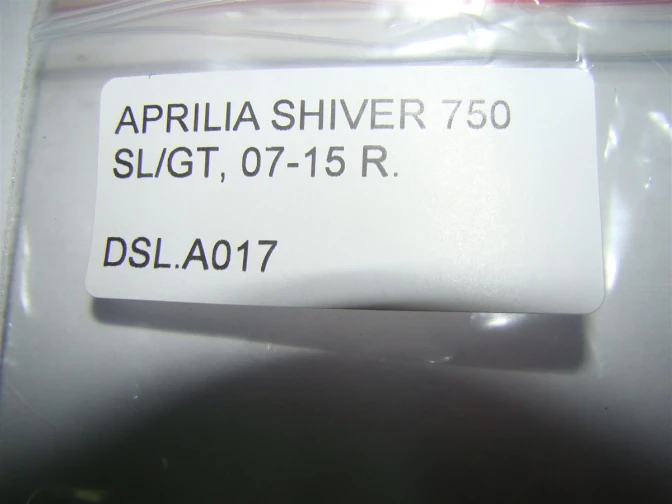 APRILIA SHIVER 750
SL/GT, 07-15 R.
DSL.A017